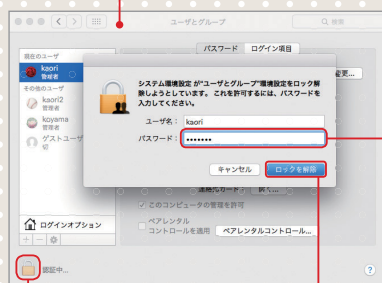 ユーザとグループ
検索
パスワード ログイン項目
現在のユーザ
kaori
管理者
その他のユーザ
kaori2
管理者
koyama
管理者
ゲストユーザ
切
変更...
システム環境設定 が"ユーザとグループ"環境設定をロック解
除しようとしています。 これを許可するには、パスワードを
入力してください。
ユーザ名： kaori
パスワード： •••••••
キャンセル ロックを解除
連絡先カード： 開く...
このコンピュータの管理を許可
ペアレンタル
コントロールを適用 ペアレンタルコントロール...
ログインオプション
+ −
認証中...
?